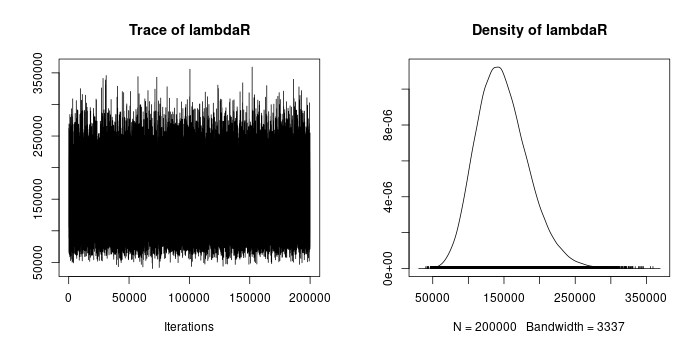 Trace of lambdaR
350000
250000
150000
50000
0 50000 100000 150000 200000
Iterations
Density of lambdaR
8e-06
4e-06
0e+00
50000 150000 250000 350000
N = 200000 Bandwidth = 3337